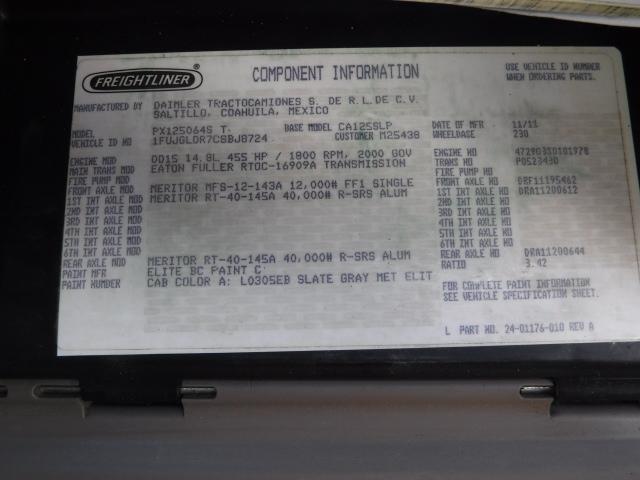 FREIGHTLINER ®
COMPONENT INFORMATION
USE VEHICLE ID NUMBER
WHEN ORDERING PARTS.
MANUFACTURED BY DAIMLER TRACTOCAMIONES S. DE R.L.DE C.V.
SALTILLO, COAHUILA, MEXICO
DATE OF MFR 11/11
MODEL PX125064S T BASE MODEL CA125SLP WHEELBASE 230
VEHICLE ID NO 1FUJGLDR7CSBJ8724 CUSTOMER M25438
ENGINE MOD DD15 14.8L 455 HP / 1800 RPM, 2000 GOV ENGINE NO 472903S0101978
MAIN TRANS MOD EATON FULLER RTOC-16909A TRANSMISSION TRANS NO P0523430
FIRE PUMP MOD FIRE PUMP NO
FRONT AXLE MOD MERITOR MFS-12-143A 12,000# FF1 SINGLE FRONT AXLE NO DRF11195462
1ST INT AXLE MOD MERITOR RT-40-145A 40,000# R-SRS ALUM 1ST INT AXLE NO DRA11200612
2ND INT AXLE MOD 2ND INT AXLE NO
3RD INT AXLE MOD 3RD INT AXLE NO
4TH INT AXLE MOD 4TH INT AXLE NO
5TH INT AXLE MOD 5TH INT AXLE NO
6TH INT AXLE MOD 6TH INT AXLE NO
REAR AXLE MOD MERITOR RT-40-145A 40,000# R-SRS ALUM REAR AXLE NO DRA11200644
PAINT MFR ELITE BC PAINT C RATIO 3.42
PAINT NUMBER CAB COLOR A: L0305EB SLATE GRAY MET ELIT
FOR COMPLETE PAINT INFORMATION
SEE VEHICLE SPECIFICATION SHEET.
L PART NO. 24-01176-010 REV A